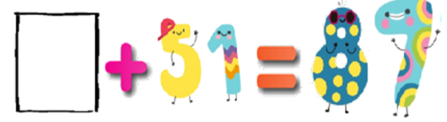 □ + 51 = 87